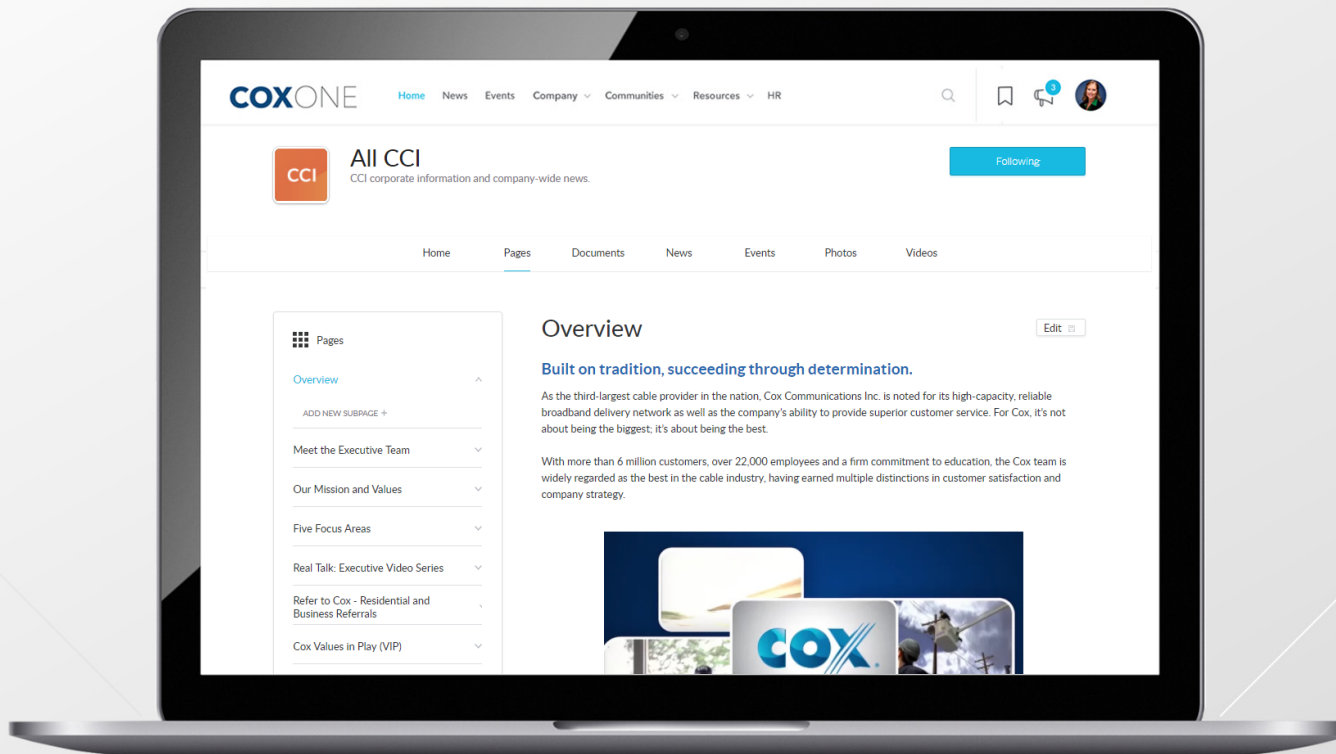 COXONE
Home News Events Company Communities Resources HR
3
CCI
All CCI
CCI corporate information and company-wide news.
Following
Home Pages Documents News Events Photos Videos
Pages
Overview
ADD NEW SUBPAGE +
Meet the Executive Team
Our Mission and Values
Five Focus Areas
Real Talk: Executive Video Series
Refer to Cox - Residential and
Business Referrals
Cox Values in Play (VIP)
Overview
Edit
Built on tradition, succeeding through determination.
As the third-largest cable provider in the nation, Cox Communications Inc. is noted for its high-capacity, reliable
broadband delivery network as well as the company's ability to provide superior customer service. For Cox, it's not
about being the biggest; it's about being the best.
With more than 6 million customers, over 22,000 employees and a firm commitment to education, the Cox team is
widely regarded as the best in the cable industry, having earned multiple distinctions in customer satisfaction and
company strategy.
COX